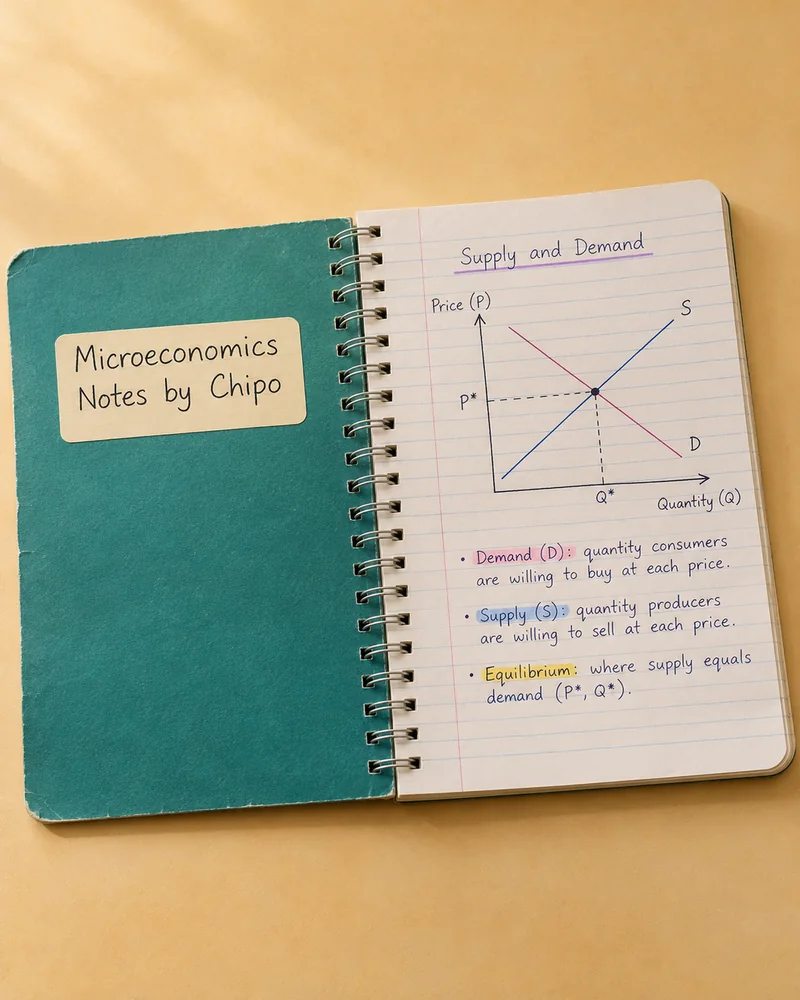 Microeconomics
Notes by Chipo
Supply and Demand
Price (P)
S
P*
D
Q*
Quantity (Q)
• Demand (D): quantity consumers
are willing to buy at each price.
• Supply (S): quantity producers
are willing to sell at each price.
• Equilibrium: where supply equals
demand (P*, Q*).